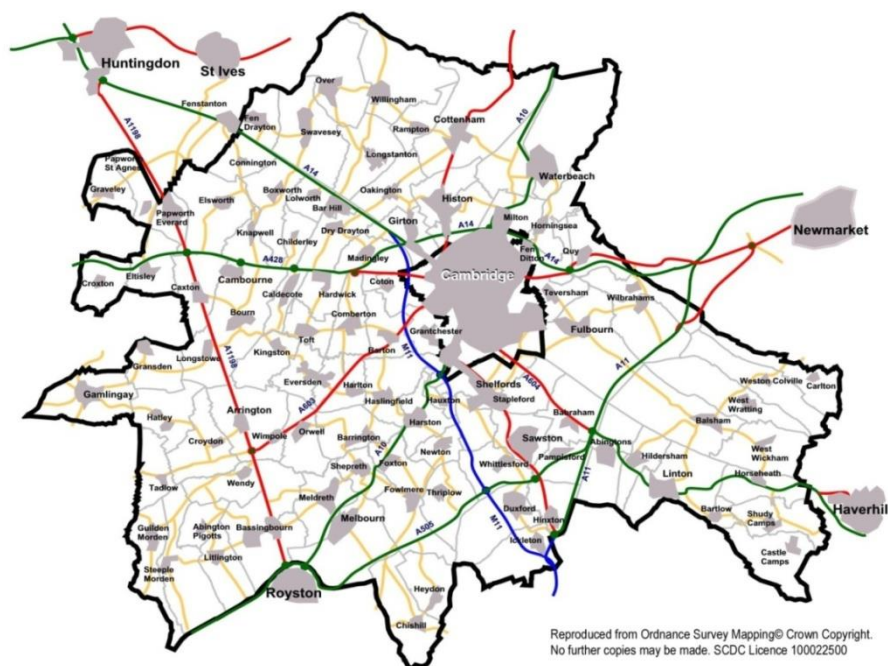 Huntingdon
St Ives
Over
Willingham
Fenstanton
Fen
Drayton
Swavesey
Rampton
Cottenham
A10
A1198
Papworth
St Agnes
Connington
A14
Longstanton
Waterbeach
Graveley
Elsworth
Boxworth
Lolworth
Oakington
Histon
Papworth
Everard
Bar Hill
Girton
Milton
Horningsea
Newmarket
Knapwell
Childerley
Dry Drayton
A14
Madingley
Fen
Ditton
Quy
A14
A428
Croxton
Eltisley
Cambourne
Coton
Cambridge
Caxton
Caldecote
Hardwick
Teversham
Wilbrahams
Bourn
Comberton
Grantchester
Fulbourn
Toft
Barton
M11
A11
Gransden
Longstowe
Kingston
A1198
Gamlingay
Eversden
Harlton
Shelfords
A604
Weston Colville
Carlton
Haslingfield
Hauxton
Stapleford
West
Wratting
Hatley
Arrington
A603
Harston
Babraham
Balsham
Croydon
Wimpole
Orwell
Barrington
Newton
Sawston
Abingtons
West
Wickham
A10
Foxton
Whittlesford
Pampisford
Hildersham
Tadlow
Wendy
Shepreth
A11
Linton
Horseheath
Meldreth
Fowlmere
Thriplow
Haverhil
Guilden
Morden
Abington
Pigotts
Bassingbourn
Melbourn
Duxford
Hinxton
Bartlow
Shudy
Camps
A505
M11
Litlington
Ickleton
Castle
Camps
Steeple
Morden
Royston
Heydon
Chishill
Reproduced from Ordnance Survey Mapping© Crown Copyright.
No further copies may be made. SCDC Licence 100022500